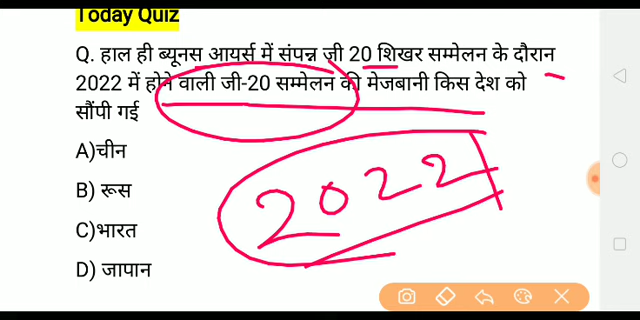 Today Quiz
Q. हाल ही ब्यूनस आयर्स में संपन्न जी 20 शिखर सम्मेलन के दौरान
2022 में होने वाली जी-20 सम्मेलन की मेजबानी किस देश को
सौंपी गई
A)चीन
B) रूस
C)भारत
D) जापान
2022